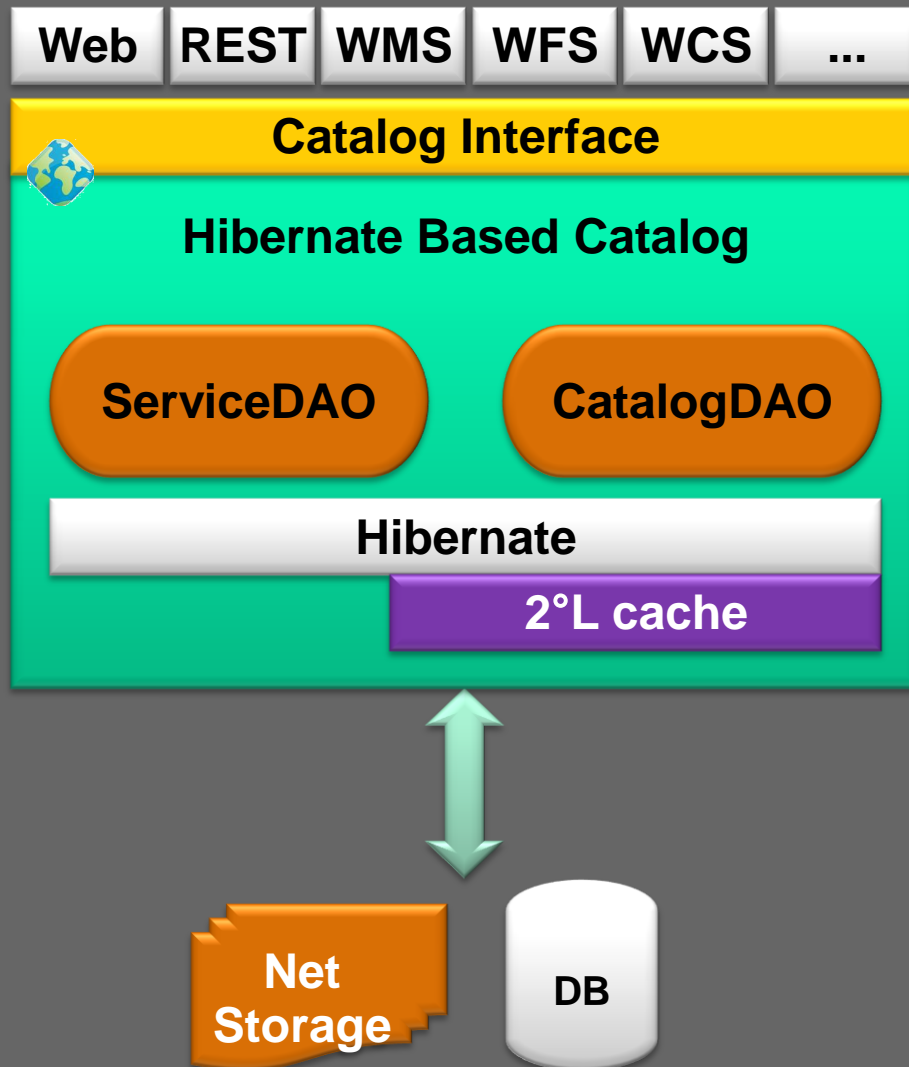 Web REST WMS WFS WCS ...
Catalog Interface
Hibernate Based Catalog
ServiceDAO CatalogDAO
Hibernate
2°L cache
Net
Storage
DB